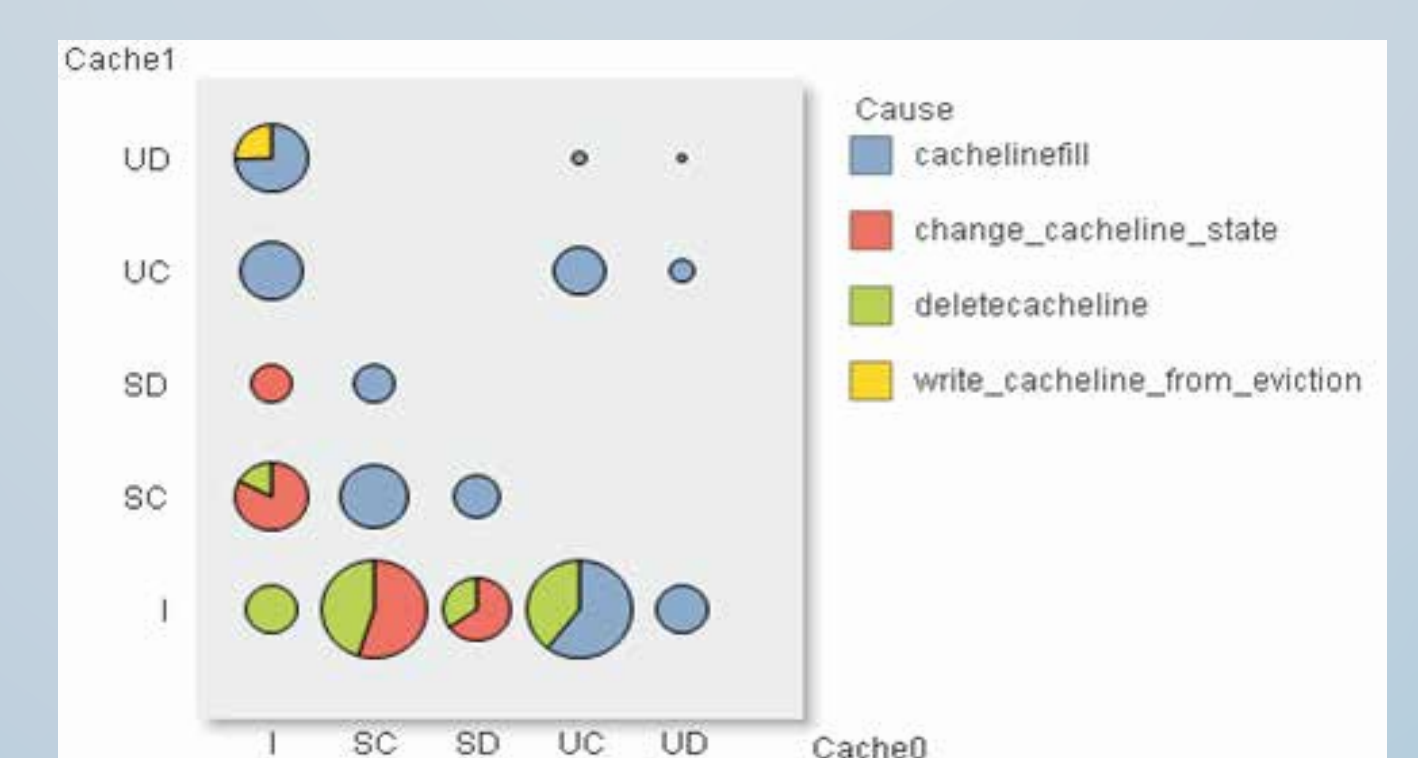 Cache1
UD
UC
SD
SC
I
I SC SD UC UD
Cache0
Cause
cachelinefill
change_cacheline_state
deletecacheline
write_cacheline_from_eviction